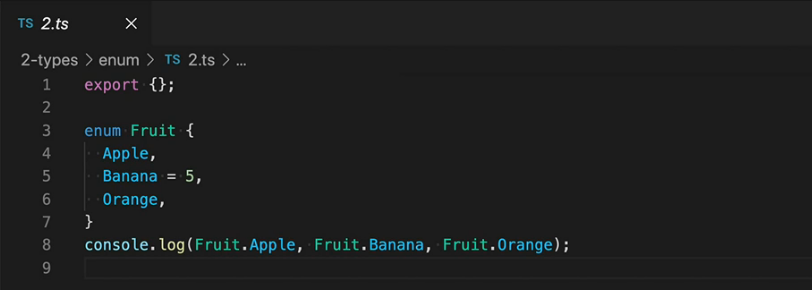 TS 2.ts ×
2-types > enum > TS 2.ts > ...
1 export {};
2
3 enum Fruit {
4 Apple,
5 Banana = 5,
6 Orange,
7 }
8 console.log(Fruit.Apple, Fruit.Banana, Fruit.Orange);
9